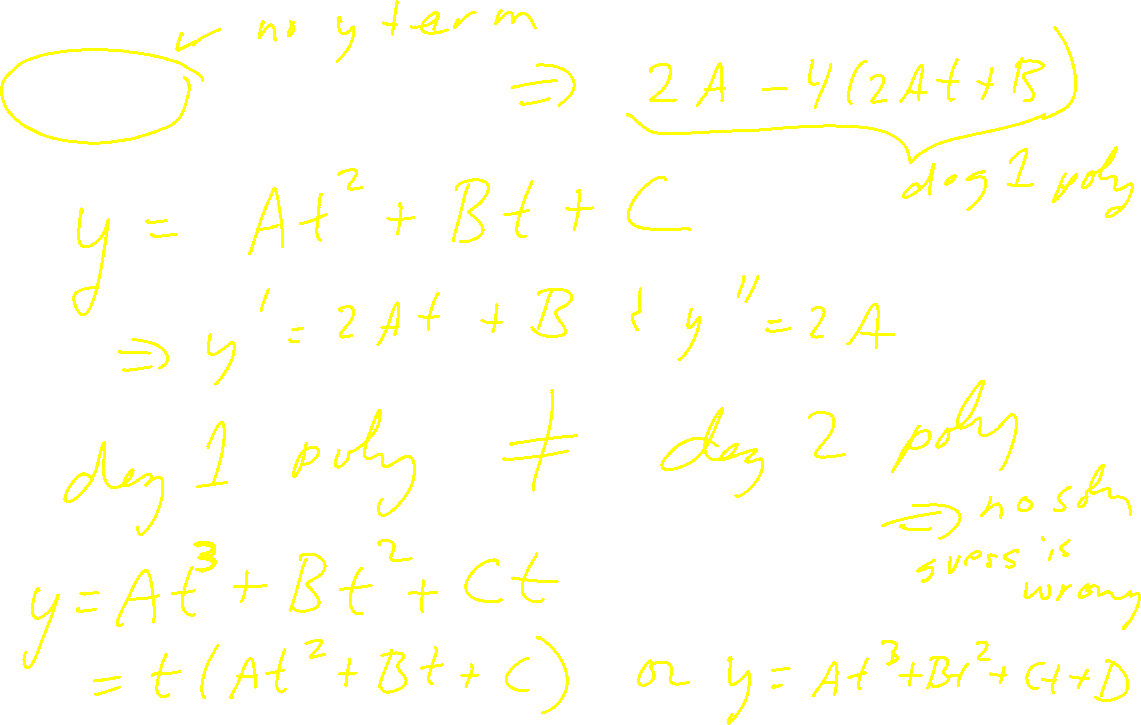 ✓ no y term
⇒ 2A - 4(2At + B)
deg 1 poly
y = At² + Bt + C
⇒ y' = 2At + B & y'' = 2A
deg 1 poly ≠ deg 2 poly
⇒ no soln
guess is
wrong
y = At³ + Bt² + Ct
= t(At² + Bt + C) or y = At³ + Bt² + Ct + D